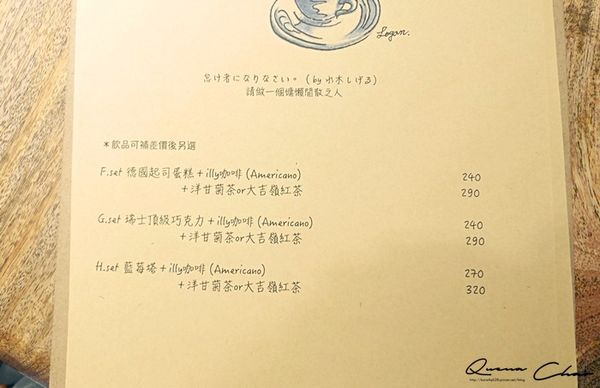 Logan.
怠け者になりなさい。(by 水木しげる)
請做一個慵懶閒散之人
＊飲品可補差價後另選
F.set 德國起司蛋糕+illy咖啡(Americano) 240
+洋甘菊茶or大吉嶺紅茶 290
G.set 瑞士頂級巧克力+illy咖啡(Americano) 240
+洋甘菊茶or大吉嶺紅茶 290
H.set 藍莓塔+illy咖啡(Americano) 270
+洋甘菊茶or大吉嶺紅茶 320
Quena Chai